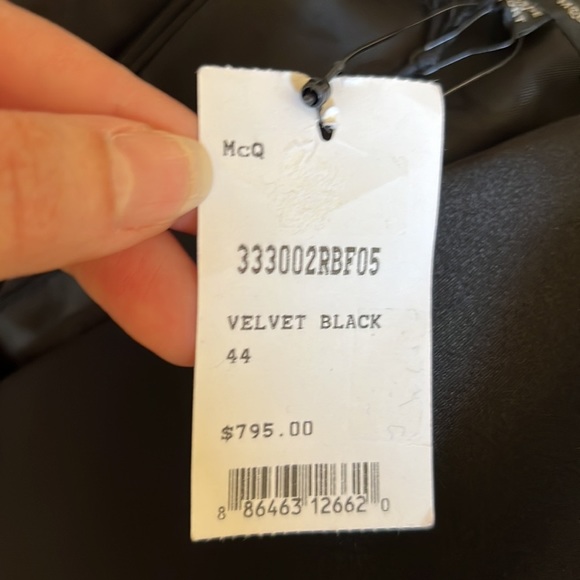 McQ
333002RBF05
VELVET BLACK
44
$795.00
8 86463 12662 0